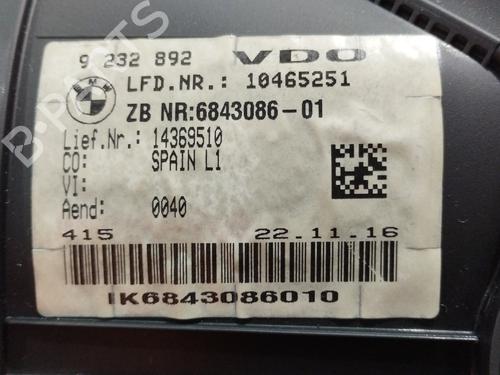 9 232 892 VDO
BMW
LFD.NR.: 10465251
ZB NR:6843086-01
Lief.Nr.: 14369510
CO: SPAIN L1
VI:
Aend: 0040
415 22.11.16
IK6843086010